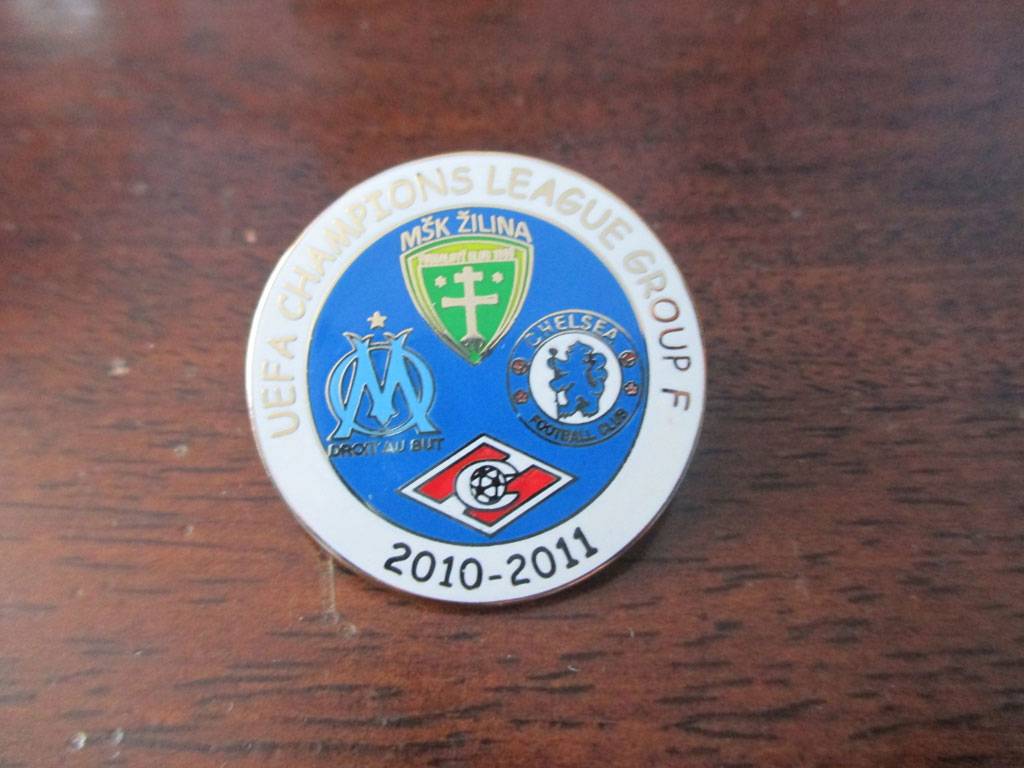 UEFA CHAMPIONS LEAGUE GROUP F
MŠK ŽILINA
CHELSEA
FOOTBALL CLUB
DROIT AU BUT
2010-2011